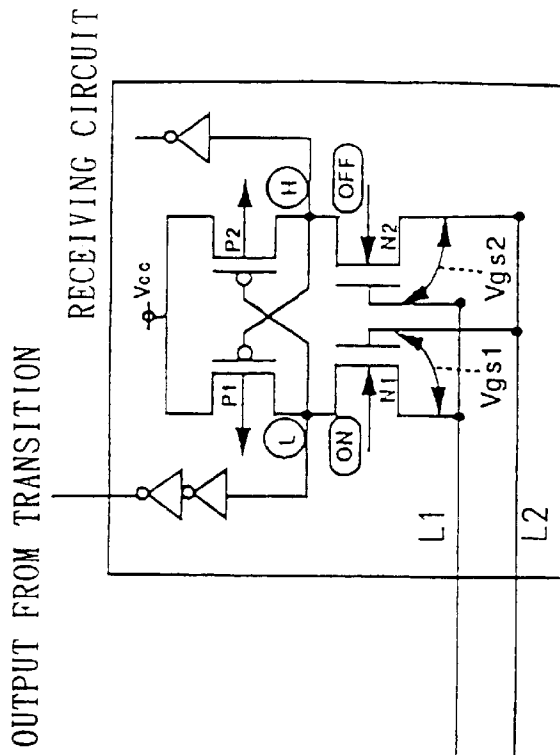 OUTPUT FROM TRANSITION
RECEIVING CIRCUIT
Vcc
P1
P2
L
H
ON
OFF
N1
N2
Vgs1
Vgs2
L1
L2